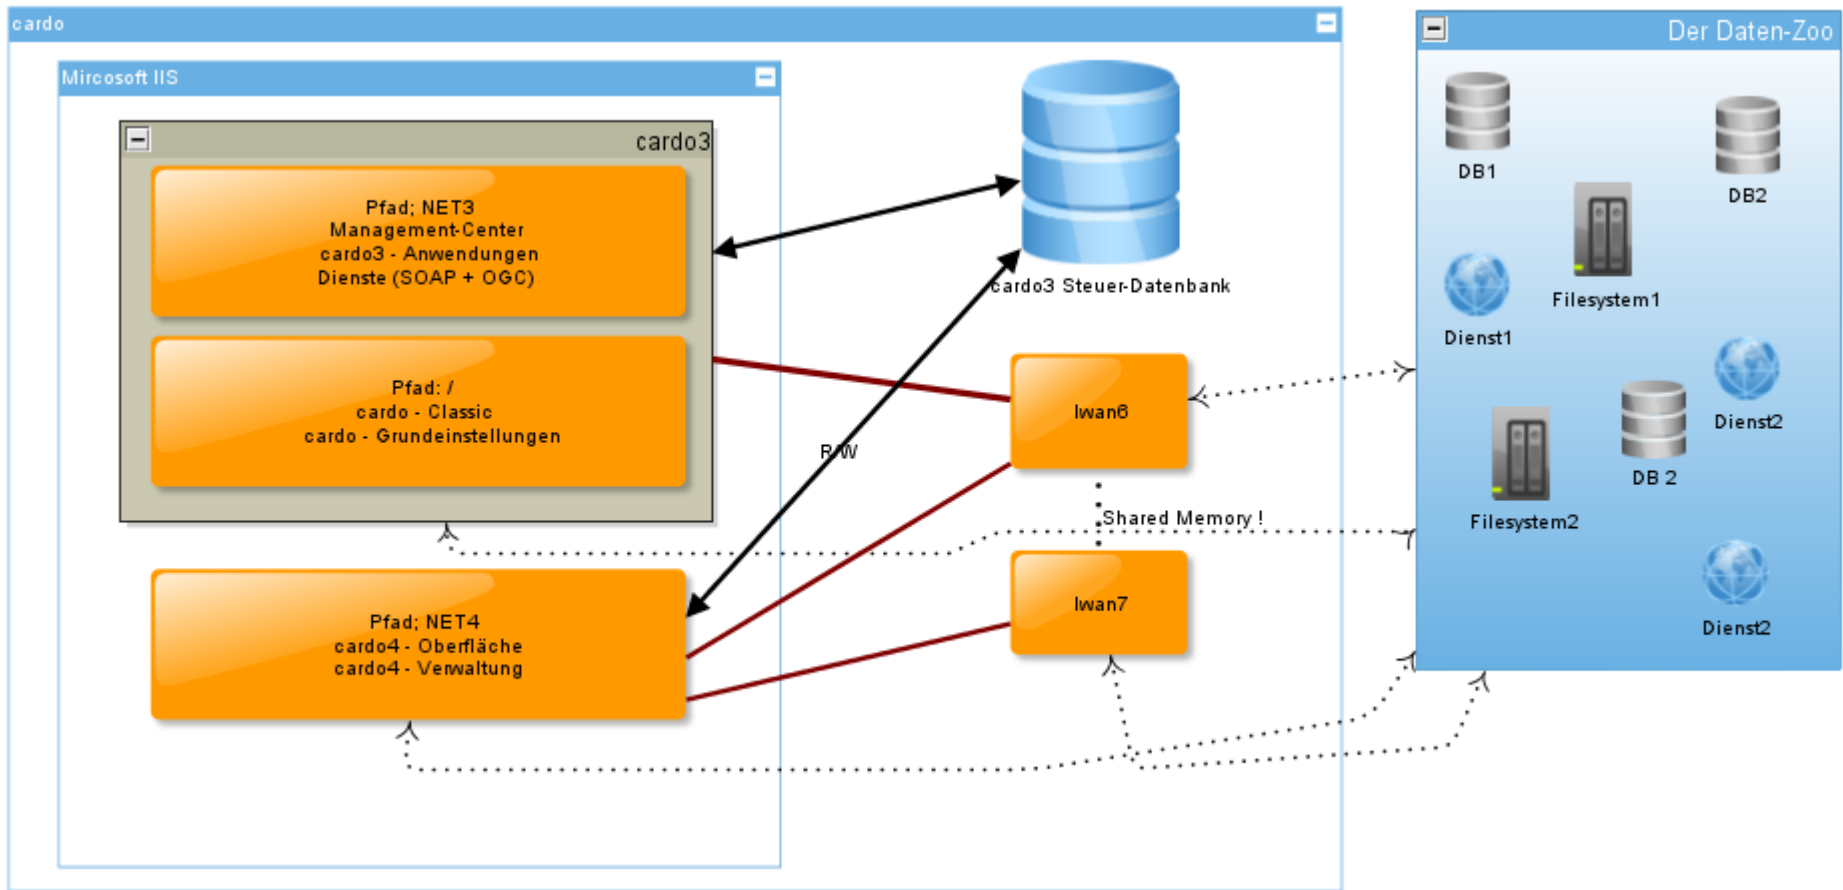 cardo
Mircosoft IIS
cardo3
Pfad; NET3
Management-Center
cardo3 - Anwendungen
Dienste (SOAP + OGC)
Pfad: /
cardo - Classic
cardo - Grundeinstellungen
Pfad; NET4
cardo4 - Oberfläche
cardo4 - Verwaltung
cardo3 Steuer-Datenbank
R/W
Iwan6
Shared Memory !
Iwan7
Der Daten-Zoo
DB1
DB2
Filesystem1
Dienst1
Dienst2
DB 2
Filesystem2
Dienst2